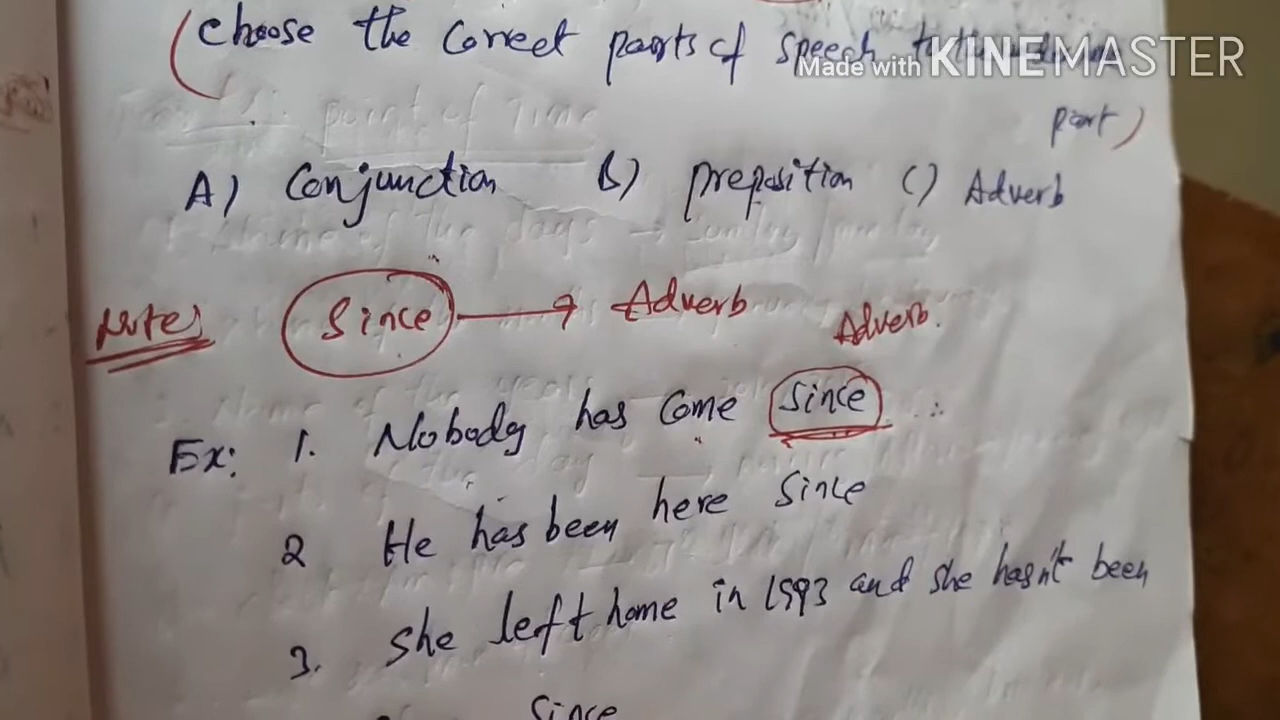 (Choose the correct parts of speech
Made with KINEMASTER
part)
A) Conjunction B) preposition C) Adverb
Notes Since → Adverb
Adverb.
Ex: 1. Nobody has come since
2 He has been here since
3. She left home in 1993 and she hasn't been
since